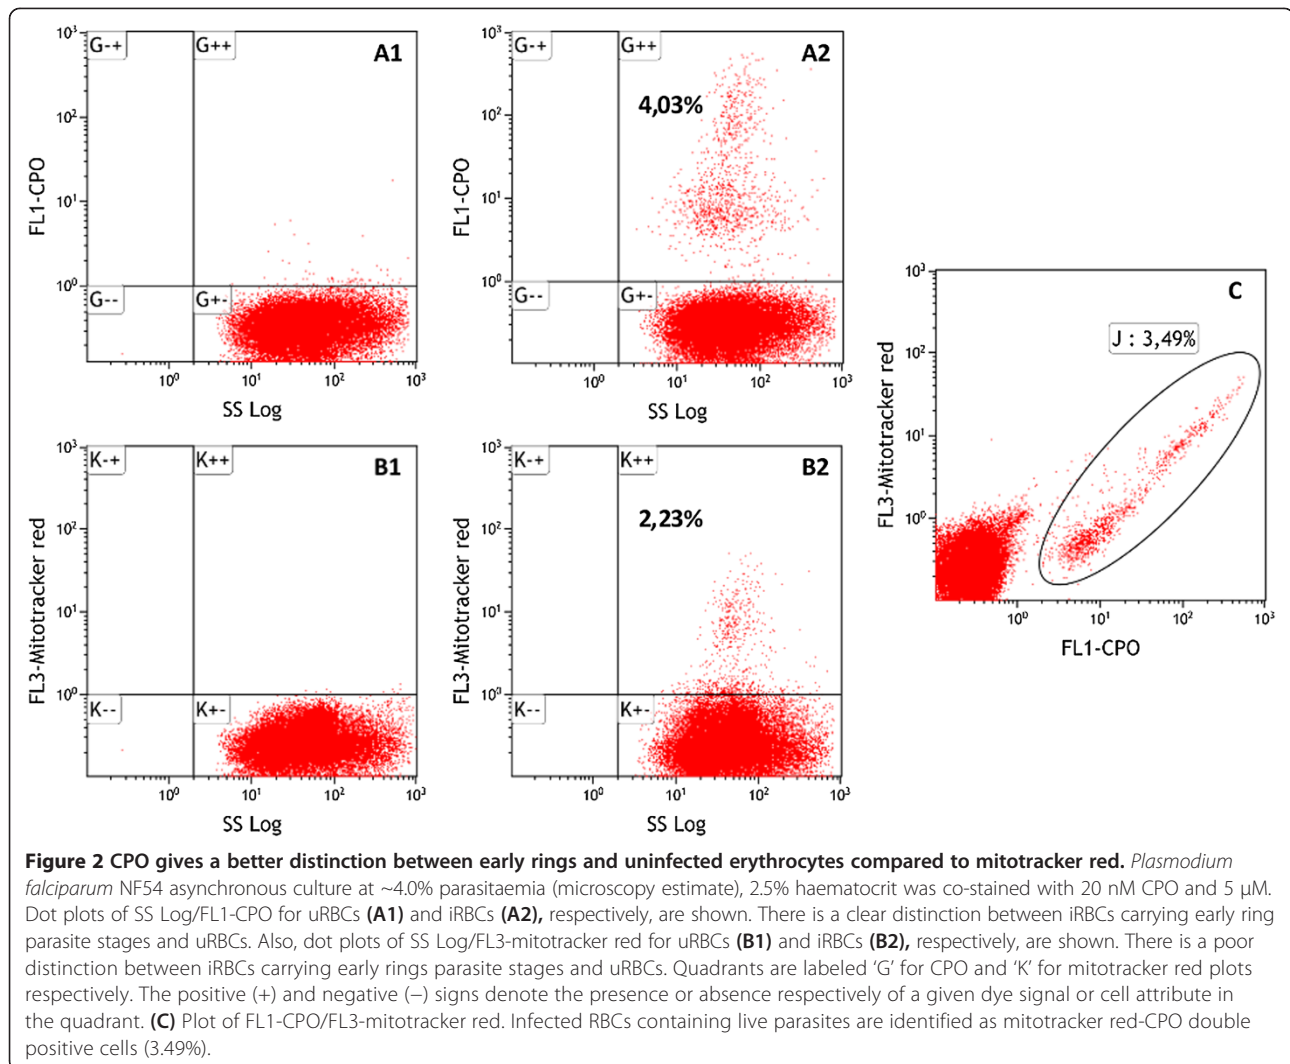 10³
G-+
G++
A1
10²
10¹
10⁰
G--
G+-
FL1-CPO
10⁰ 10¹ 10² 10³
SS Log
10³
G-+
G++
A2
4,03%
10²
10¹
10⁰
G--
G+-
FL1-CPO
10⁰ 10¹ 10² 10³
SS Log
10³
K-+
K++
B1
10²
10¹
10⁰
K--
K+-
FL3-Mitotracker red
10⁰ 10¹ 10² 10³
SS Log
10³
K-+
K++
B2
2,23%
10²
10¹
10⁰
K--
K+-
FL3-Mitotracker red
10⁰ 10¹ 10² 10³
SS Log
10³
C
J : 3,49%
10²
10¹
10⁰
FL3-Mitotracker red
10⁰ 10¹ 10² 10³
FL1-CPO
Figure 2 CPO gives a better distinction between early rings and uninfected erythrocytes compared to mitotracker red. Plasmodium
falciparum NF54 asynchronous culture at ~4.0% parasitaemia (microscopy estimate), 2.5% haematocrit was co-stained with 20 nM CPO and 5 μM.
Dot plots of SS Log/FL1-CPO for uRBCs (A1) and iRBCs (A2), respectively, are shown. There is a clear distinction between iRBCs carrying early ring
parasite stages and uRBCs. Also, dot plots of SS Log/FL3-mitotracker red for uRBCs (B1) and iRBCs (B2), respectively, are shown. There is a poor
distinction between iRBCs carrying early rings parasite stages and uRBCs. Quadrants are labeled ‘G’ for CPO and ‘K’ for mitotracker red plots
respectively. The positive (+) and negative (−) signs denote the presence or absence respectively of a given dye signal or cell attribute in
the quadrant. (C) Plot of FL1-CPO/FL3-mitotracker red. Infected RBCs containing live parasites are identified as mitotracker red-CPO double
positive cells (3.49%).